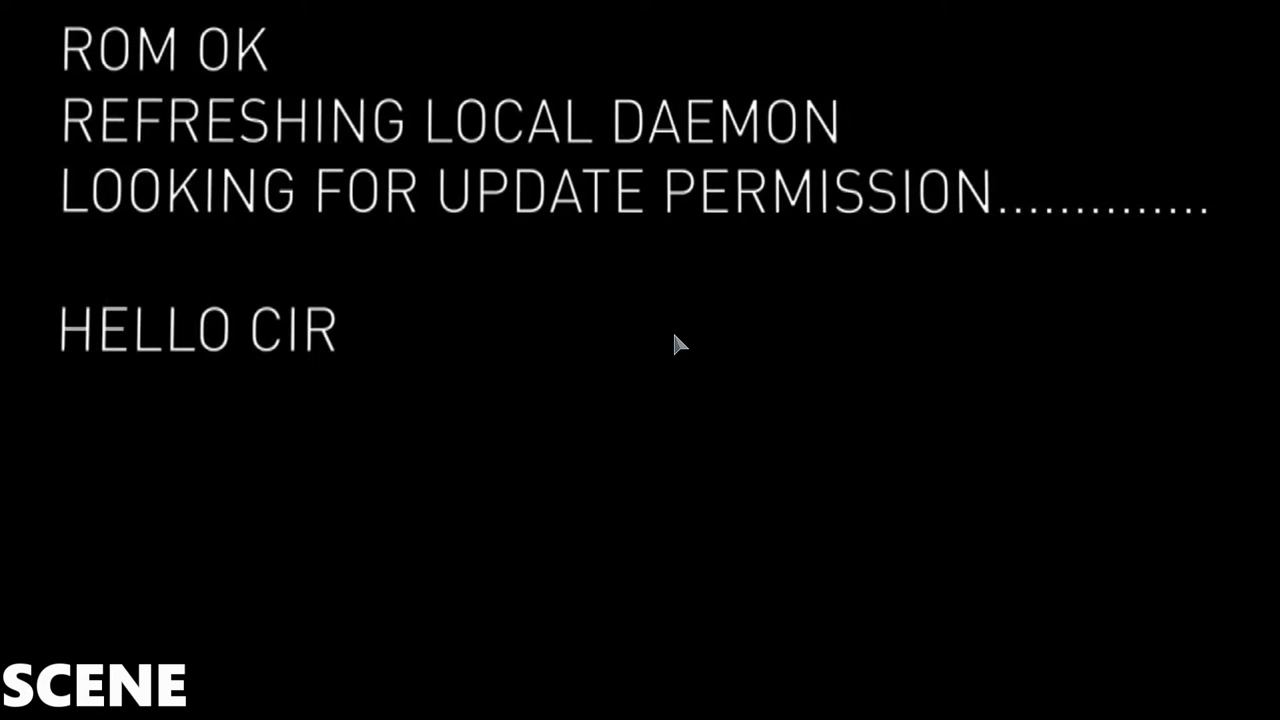 ROM OK
REFRESHING LOCAL DAEMON
LOOKING FOR UPDATE PERMISSION..............
HELLO CIR
SCENE